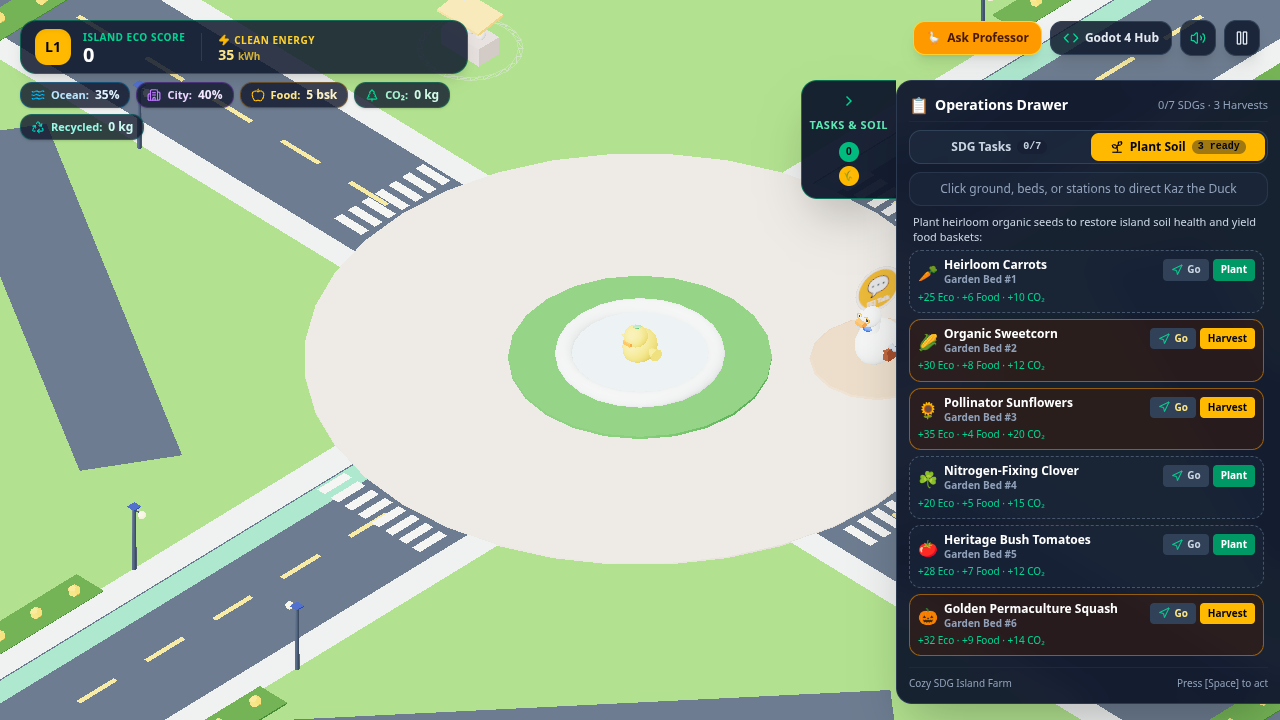 L1
ISLAND ECO SCORE
0
CLEAN ENERGY
35 kWh
Ask Professor
Godot 4 Hub
Ocean: 35%
City: 40%
Food: 5 bsk
CO₂: 0 kg
Recycled: 0 kg
TASKS & SOIL
0
Operations Drawer
0/7 SDGs · 3 Harvests
SDG Tasks 0/7
Plant Soil 3 ready
Click ground, beds, or stations to direct Kaz the Duck
Plant heirloom organic seeds to restore island soil health and yield
food baskets:
Heirloom Carrots
Garden Bed #1
+25 Eco · +6 Food · +10 CO₂
Go
Plant
Organic Sweetcorn
Garden Bed #2
+30 Eco · +8 Food · +12 CO₂
Go
Harvest
Pollinator Sunflowers
Garden Bed #3
+35 Eco · +4 Food · +20 CO₂
Go
Harvest
Nitrogen-Fixing Clover
Garden Bed #4
+20 Eco · +5 Food · +15 CO₂
Go
Plant
Heritage Bush Tomatoes
Garden Bed #5
+28 Eco · +7 Food · +12 CO₂
Go
Plant
Golden Permaculture Squash
Garden Bed #6
+32 Eco · +9 Food · +14 CO₂
Go
Harvest
Cozy SDG Island Farm
Press [Space] to act